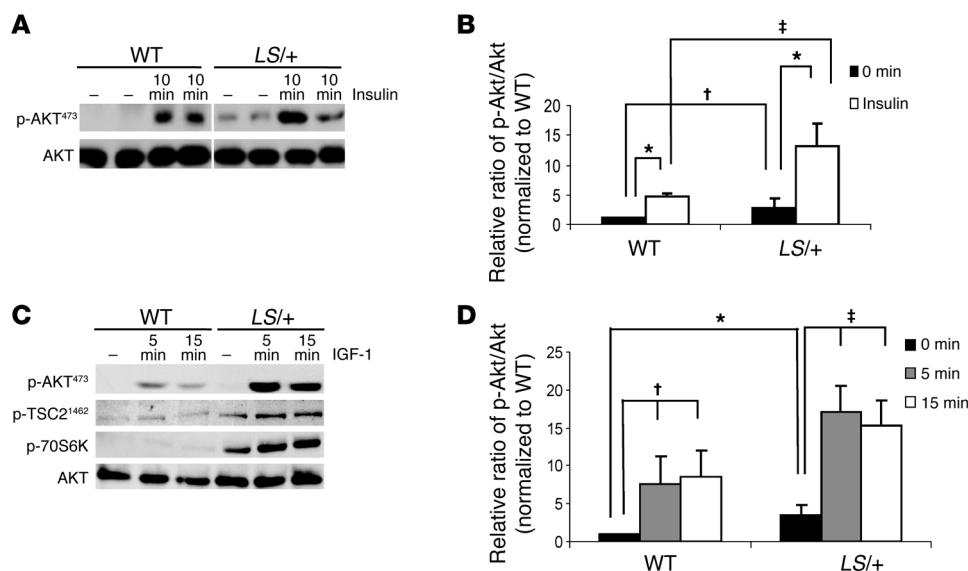 A
WT LS/+
– – 10 min 10 min – – 10 min 10 min Insulin
p-AKT⁴⁷³
AKT
B
Relative ratio of p-Akt/Akt
(normalized to WT)
20
15
10
5
0
* † * ‡
WT LS/+
0 min
Insulin
C
WT LS/+
– 5 min 15 min – 5 min 15 min IGF-1
p-AKT⁴⁷³
p-TSC2¹⁴⁶²
p-70S6K
AKT
D
Relative ratio of p-Akt/Akt
(normalized to WT)
25
20
15
10
5
0
† * ‡
WT LS/+
0 min
5 min
15 min